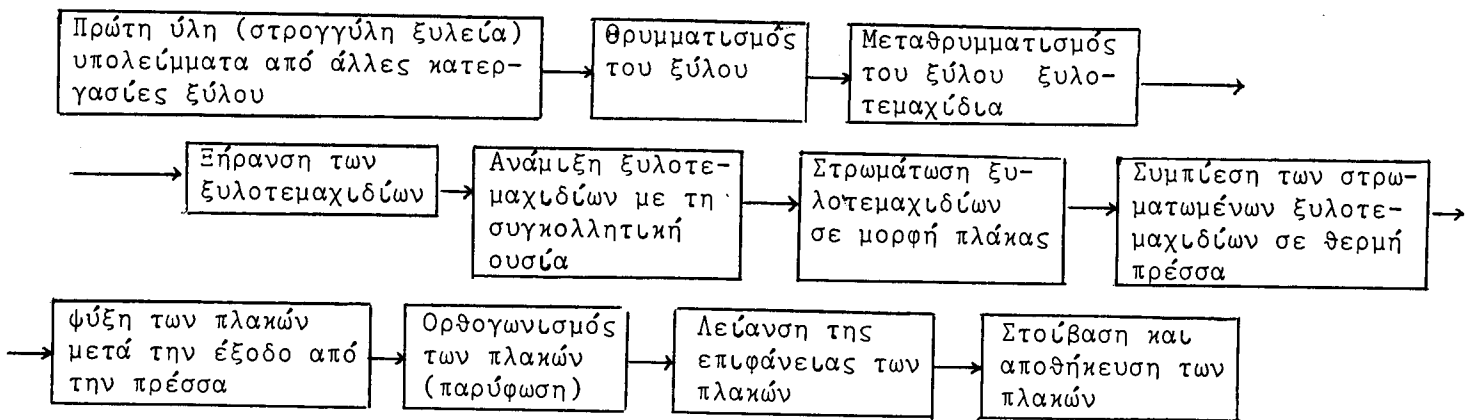 Πρώτη ύλη (στρογγύλη ξυλεία)
υπολείμματα από άλλες κατερ-
γασίες ξύλου
Θρυμματισμός
του ξύλου
Μεταθρυμματισμός
του ξύλου ξυλο-
τεμαχίδια
Ξήρανση των
ξυλοτεμαχιδίων
Ανάμιξη ξυλοτε-
μαχιδίων με τη
συγκολλητική
ουσία
Στρωμάτωση ξυ-
λοτεμαχιδίων
σε μορφή πλάκας
Συμπίεση των στρω-
ματωμένων ξυλοτε-
μαχιδίων σε θερμή
πρέσσα
ψύξη των πλακών
μετά την έξοδο από
την πρέσσα
Ορθογωνισμός
των πλακών
(παρύφωση)
Λείανση της
επιφάνειας των
πλακών
Στοίβαση και
αποθήκευση των
πλακών